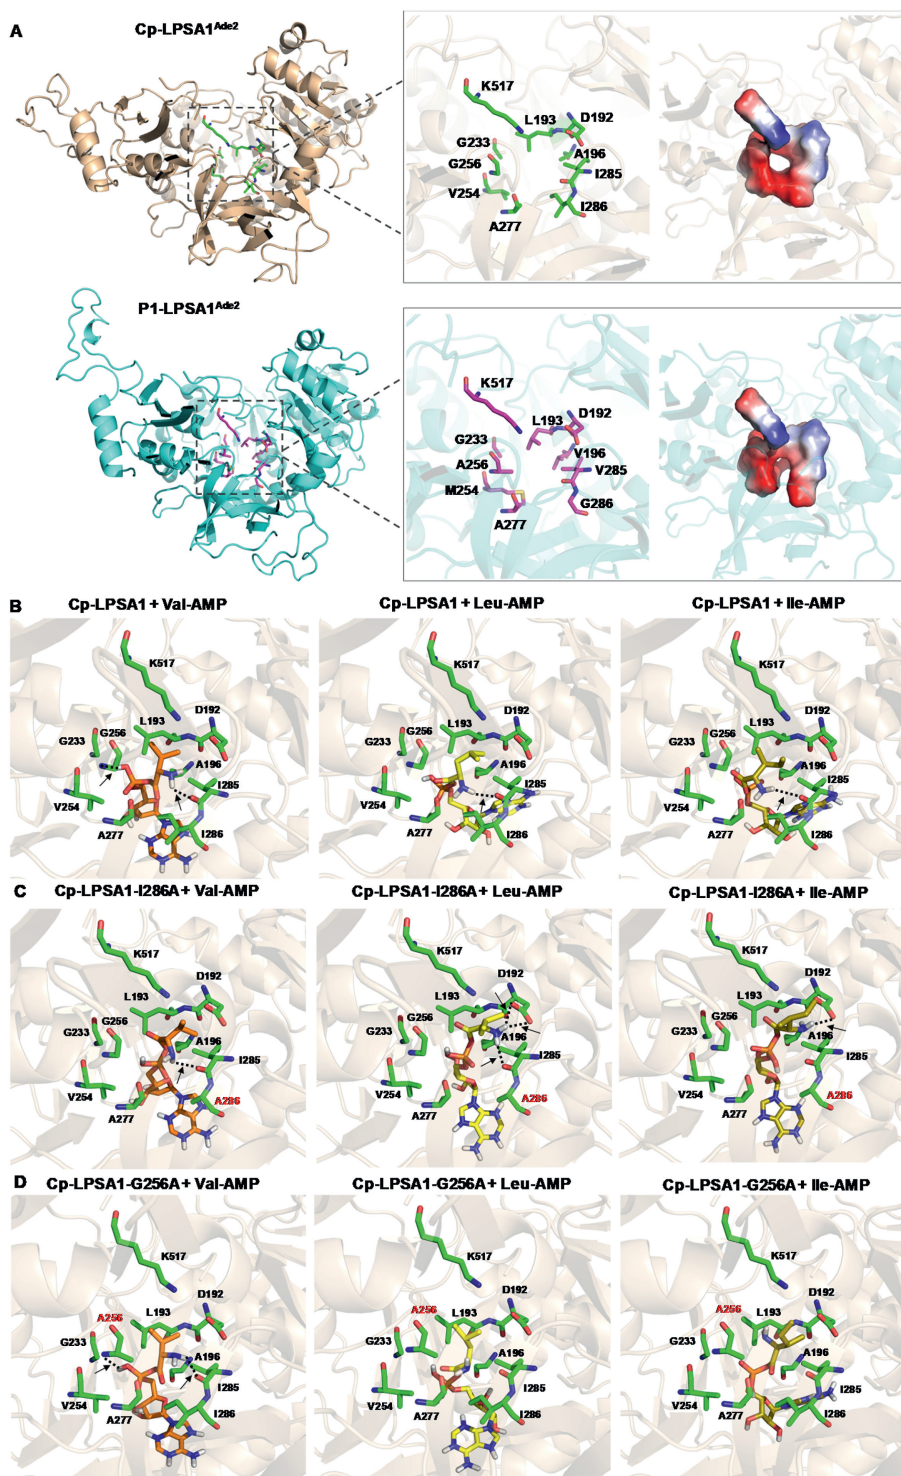 A
Cp-LPSA1Ade2
K517
L193
D192
G233
A196
G256
I285
V254
I286
A277
P1-LPSA1Ade2
K517
D192
L193
G233
V196
A256
V285
M254
G286
A277
B
Cp-LPSA1 + Val-AMP
Cp-LPSA1 + Leu-AMP
Cp-LPSA1 + Ile-AMP
K517
D192
L193
G256
G233
A196
I285
V254
A277
I286
K517
D192
L193
G256
G233
A196
I285
V254
A277
I286
K517
D192
L193
G256
G233
A196
I285
V254
A277
I286
C
Cp-LPSA1-I286A + Val-AMP
Cp-LPSA1-I286A + Leu-AMP
Cp-LPSA1-I286A + Ile-AMP
K517
D192
L193
G256
G233
A196
I285
V254
A277
A286
K517
D192
L193
G256
G233
A196
I285
V254
A277
A286
K517
D192
L193
G256
G233
A196
I285
V254
A277
A286
D
Cp-LPSA1-G256A + Val-AMP
Cp-LPSA1-G256A + Leu-AMP
Cp-LPSA1-G256A + Ile-AMP
K517
D192
A256
L193
G233
A196
I285
V254
A277
I286
K517
D192
A256
L193
G233
A196
I285
V254
A277
I286
K517
D192
A256
L193
G233
A196
I285
V254
A277
I286